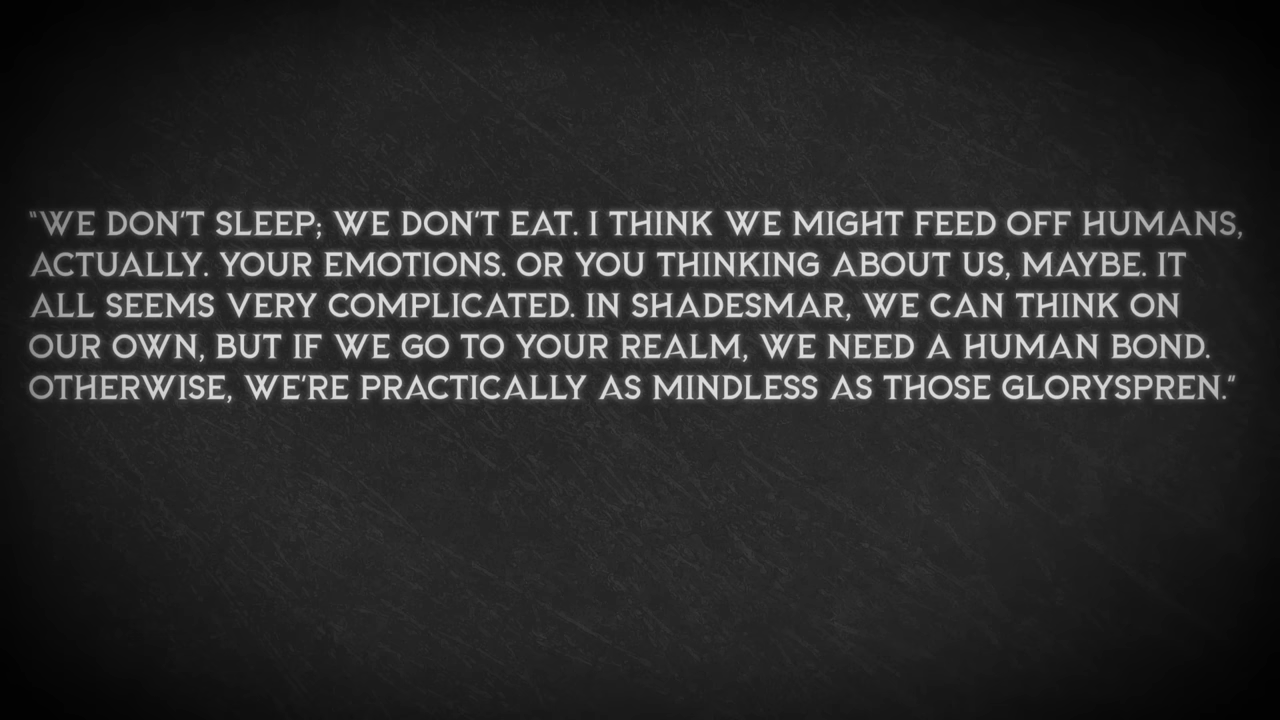 "WE DON'T SLEEP; WE DON'T EAT. I THINK WE MIGHT FEED OFF HUMANS,
ACTUALLY. YOUR EMOTIONS. OR YOU THINKING ABOUT US, MAYBE. IT
ALL SEEMS VERY COMPLICATED. IN SHADESMAR, WE CAN THINK ON
OUR OWN, BUT IF WE GO TO YOUR REALM, WE NEED A HUMAN BOND.
OTHERWISE, WE'RE PRACTICALLY AS MINDLESS AS THOSE GLORYSPREN."